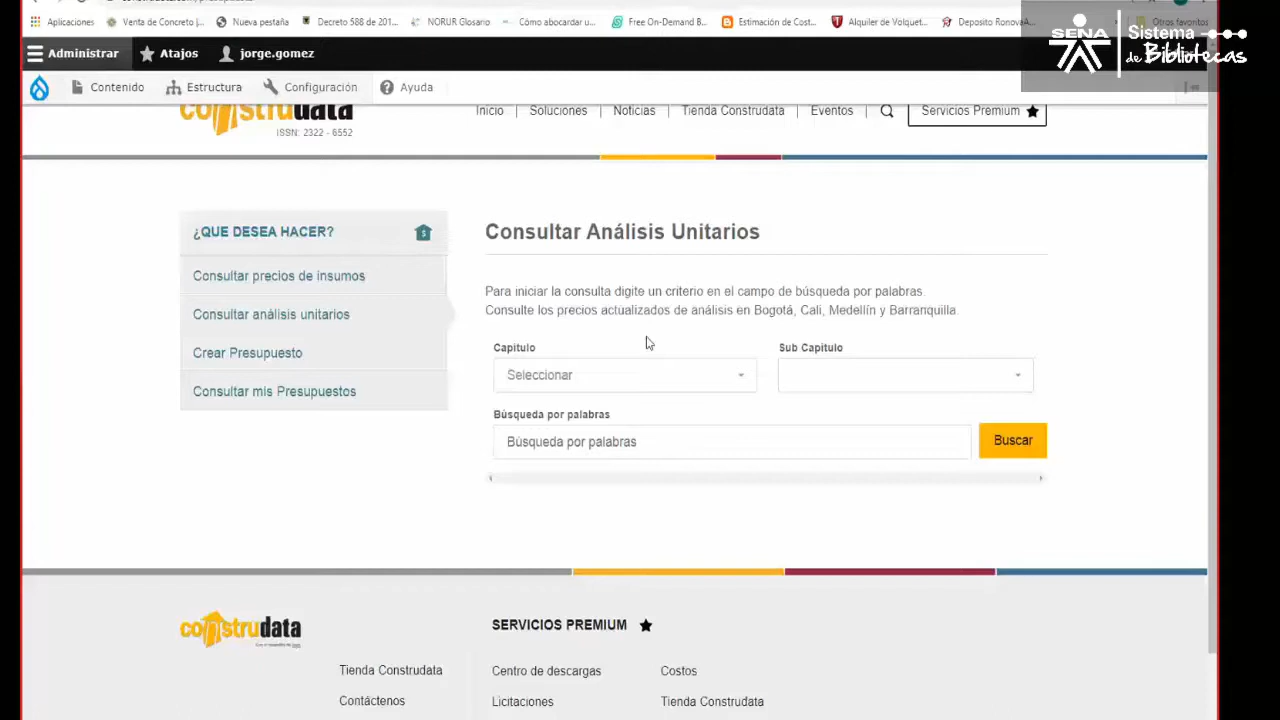 Aplicaciones
Venta de Concreto |...
Nueva pestaña
Decreto 588 de 201...
NORUR Glosario
Cómo abocardar u...
Free On-Demand B...
Estimación de Cost...
Alquiler de Volquet...
Deposito RonovA...
Otros favoritos
Administrar
Atajos
jorge.gomez
SENA
Sistema
de Bibliotecas
Contenido
Estructura
Configuración
Ayuda
construdata
ISSN: 2322 - 6552
Inicio
Soluciones
Noticias
Tienda Construdata
Eventos
Servicios Premium
¿QUE DESEA HACER?
Consultar precios de insumos
Consultar análisis unitarios
Crear Presupuesto
Consultar mis Presupuestos
Consultar Análisis Unitarios
Para iniciar la consulta digite un criterio en el campo de búsqueda por palabras.
Consulte los precios actualizados de análisis en Bogotá, Cali, Medellín y Barranquilla.
Capítulo
Sub Capítulo
Seleccionar
Búsqueda por palabras
Búsqueda por palabras
Buscar
construdata
SERVICIOS PREMIUM
Tienda Construdata
Contáctenos
Centro de descargas
Costos
Licitaciones
Tienda Construdata